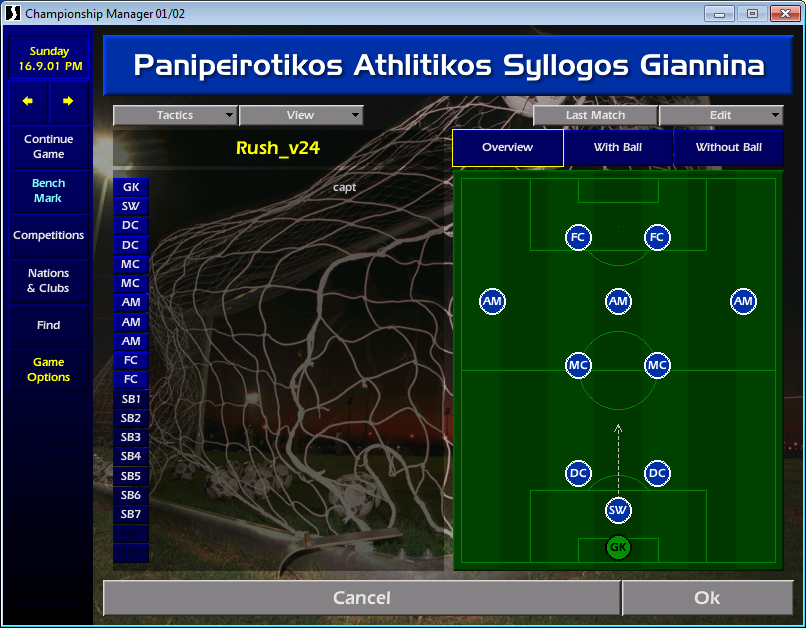 Championship Manager 01/02
Sunday
16.9.01 PM
Continue
Game
Bench
Mark
Competitions
Nations
& Clubs
Find
Game
Options
Panipeirotikos Athlitikos Syllogos Giannina
Tactics
View
Last Match
Edit
Rush_v24
Overview
With Ball
Without Ball
GK
capt
SW
DC
DC
MC
MC
AM
AM
AM
FC
FC
SB1
SB2
SB3
SB4
SB5
SB6
SB7
FC FC
AM AM AM
MC MC
DC DC
SW
GK
Cancel
Ok